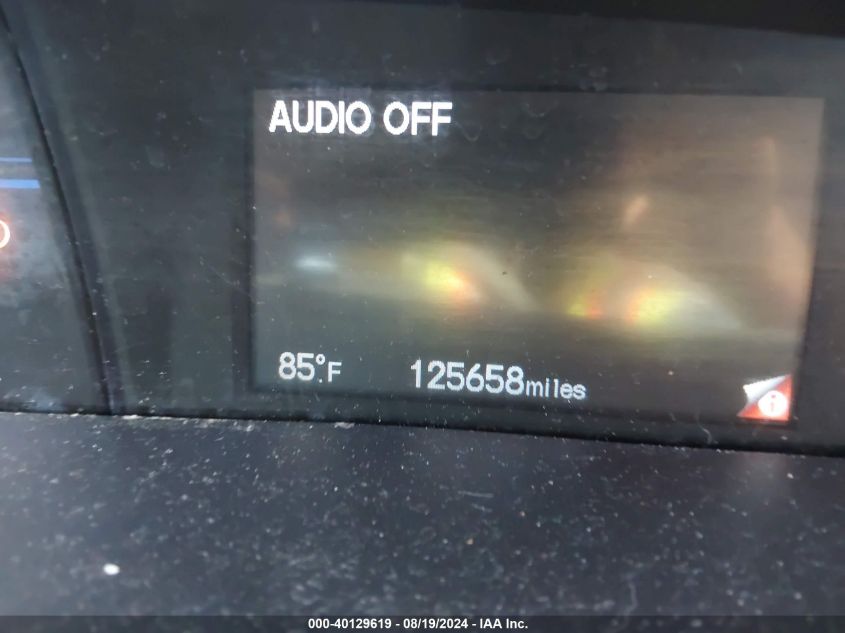 AUDIO OFF
85°F 125658miles
000-40129619 - 08/19/2024 - IAA Inc.